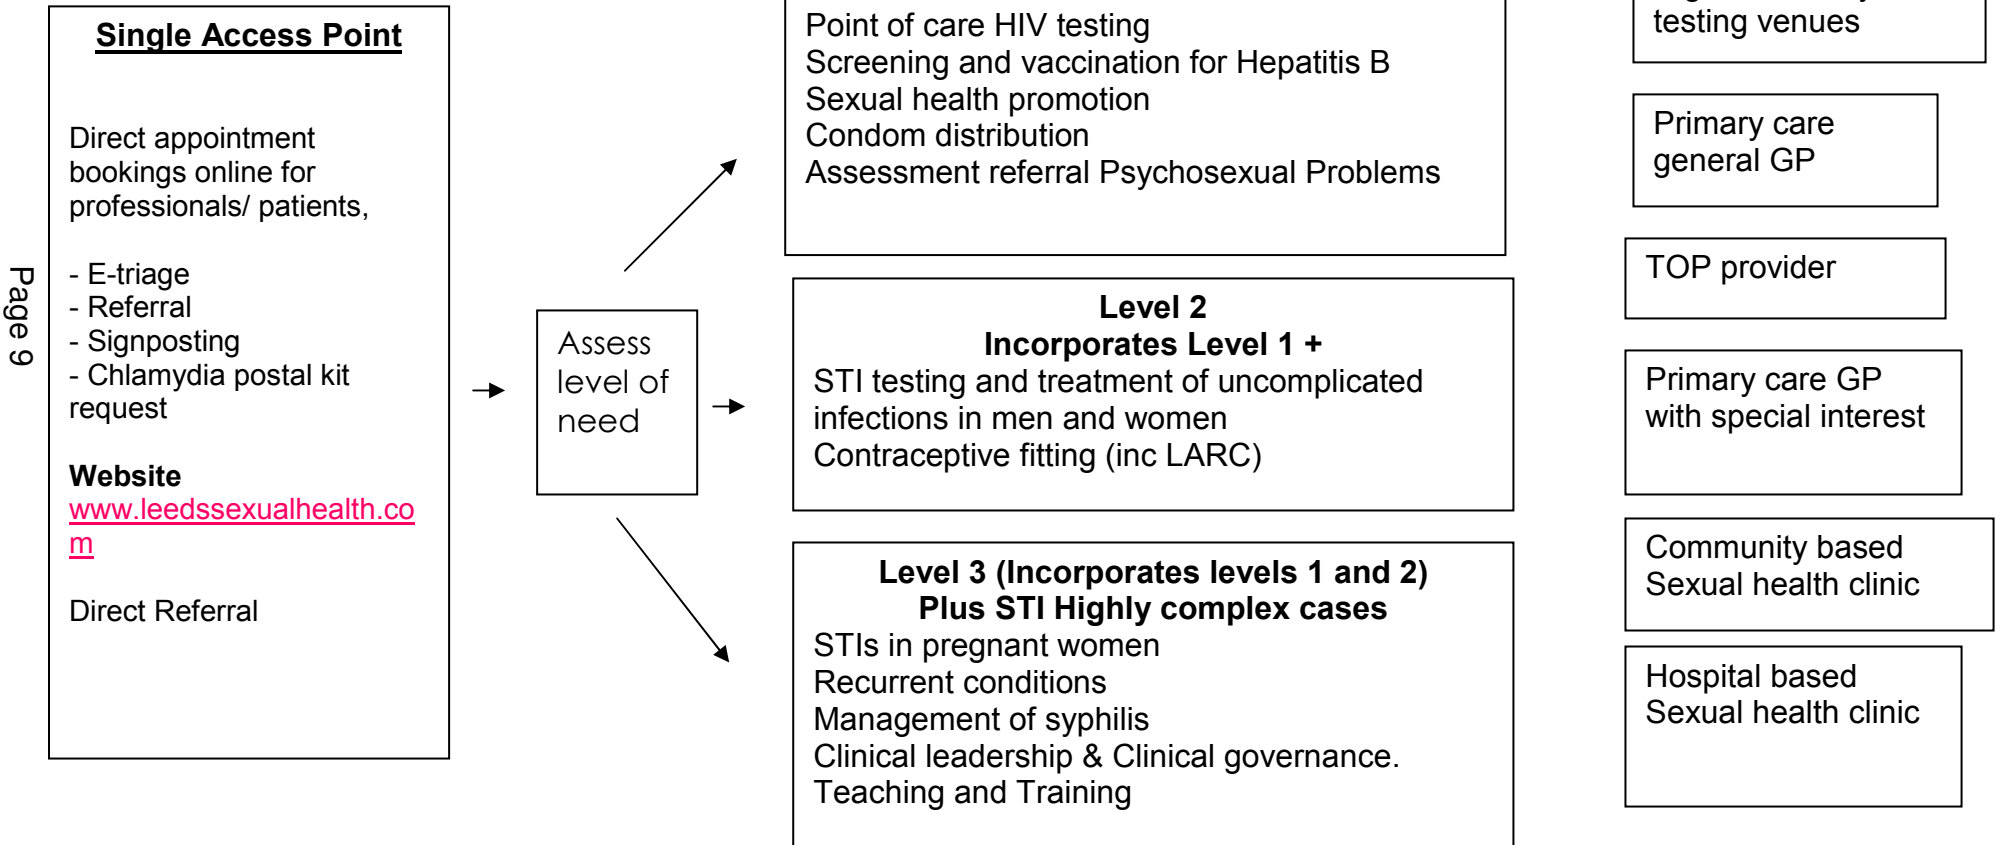 Page 9
Single Access Point
Direct appointment
bookings online for
professionals/ patients,
- E-triage
- Referral
- Signposting
- Chlamydia postal kit
request
Website
www.leedssexualhealth.co
m
Direct Referral
Assess
level of
need
Point of care HIV testing
Screening and vaccination for Hepatitis B
Sexual health promotion
Condom distribution
Assessment referral Psychosexual Problems
Level 2
Incorporates Level 1 +
STI testing and treatment of uncomplicated
infections in men and women
Contraceptive fitting (inc LARC)
Level 3 (Incorporates levels 1 and 2)
Plus STI Highly complex cases
STIs in pregnant women
Recurrent conditions
Management of syphilis
Clinical leadership & Clinical governance.
Teaching and Training
testing venues
Primary care
general GP
TOP provider
Primary care GP
with special interest
Community based
Sexual health clinic
Hospital based
Sexual health clinic